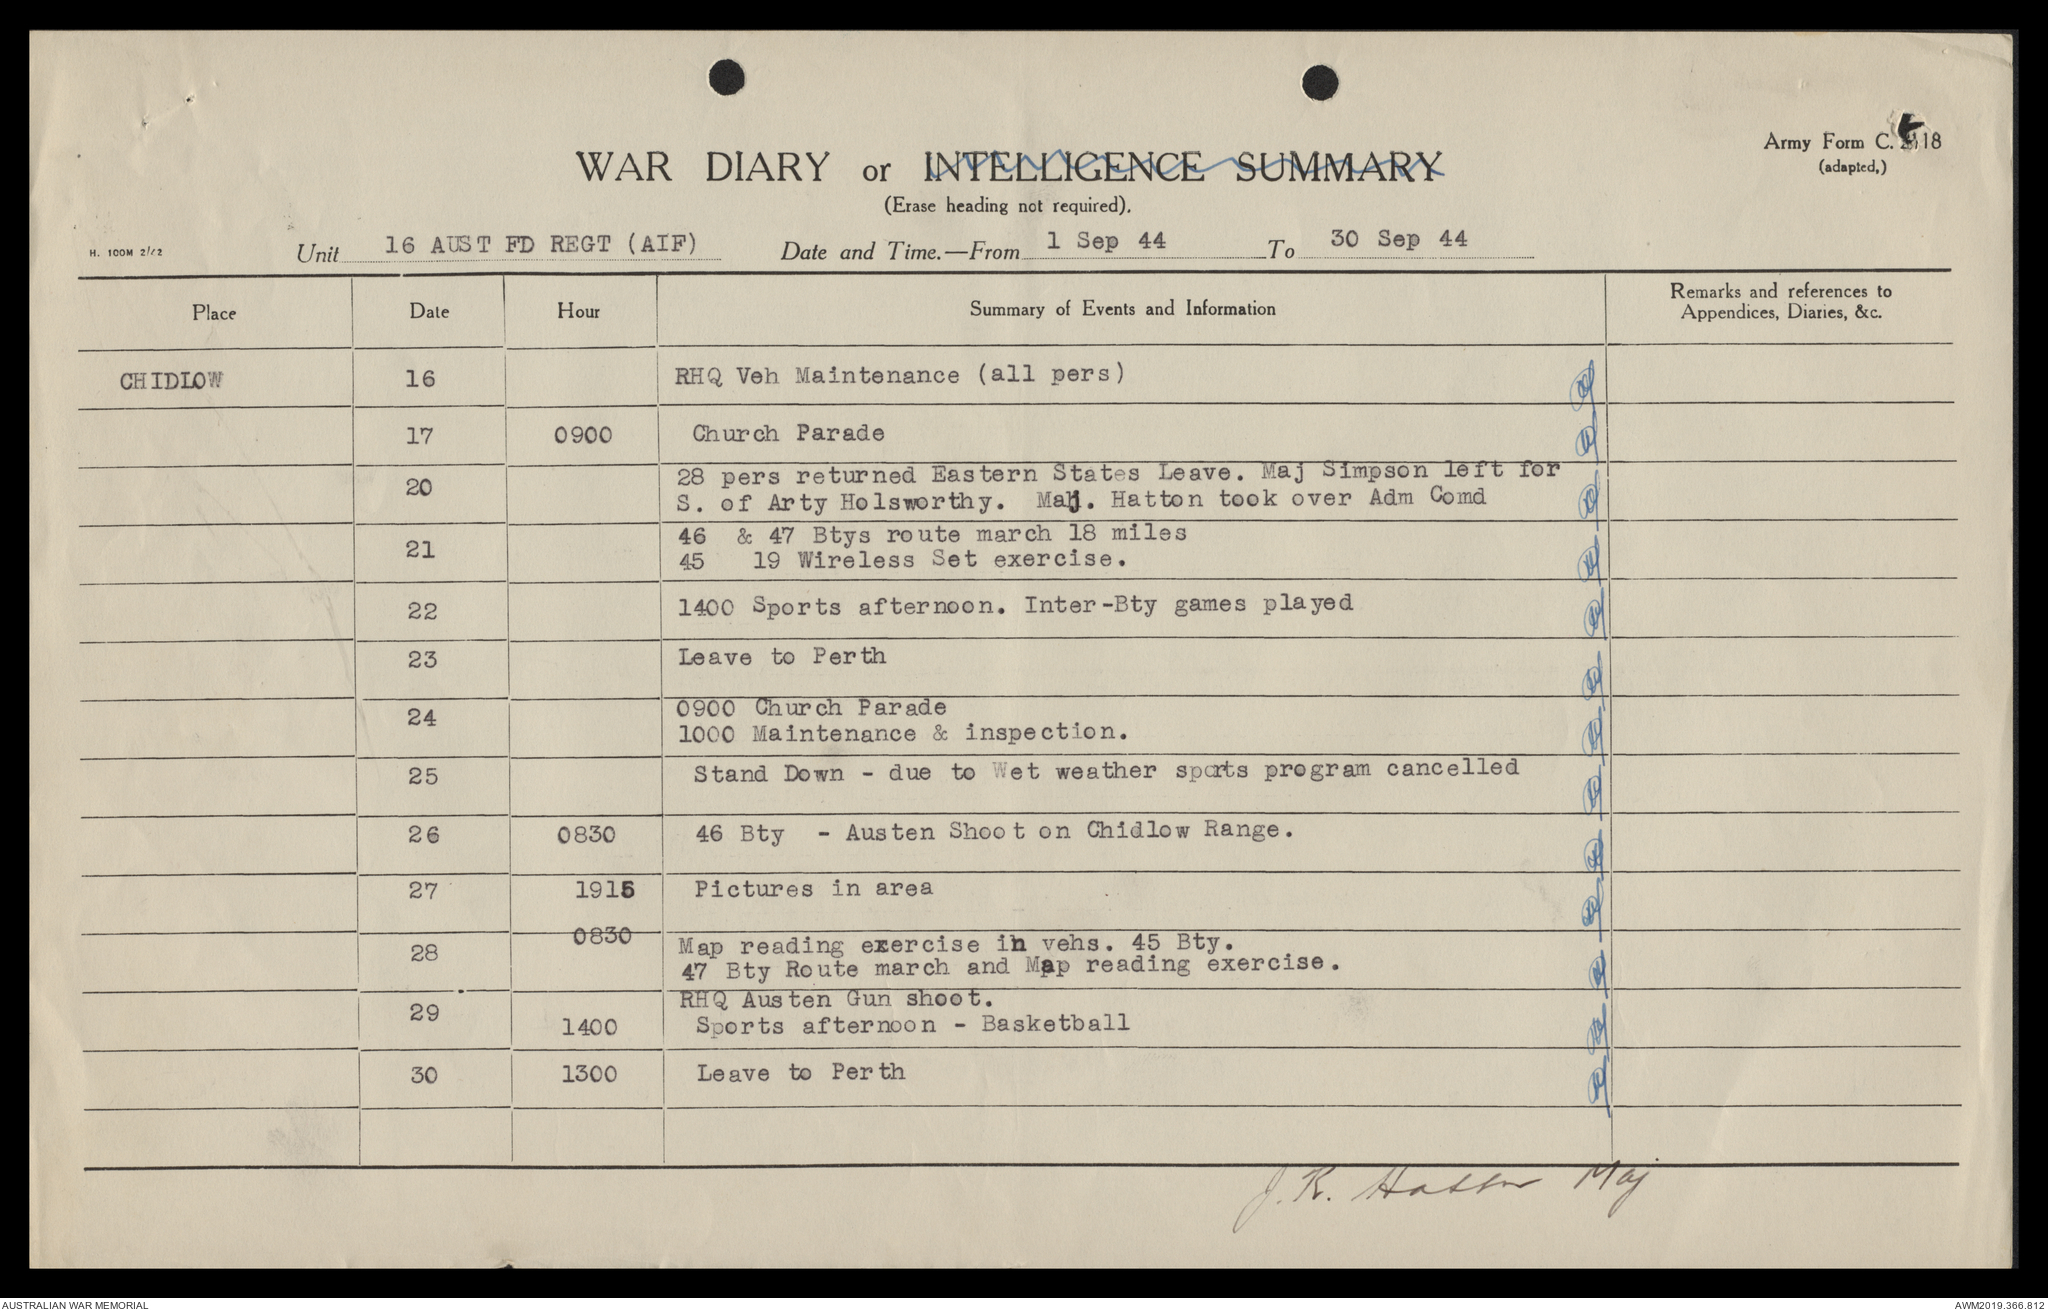 Army Form C. 2118
(adapted.)
WAR DIARY or INTELLIGENCE SUMMARY
(Erase heading not required).
H. 100M 2/42
Unit 16 AUST FD REGT (AIF) Date and Time.—From 1 Sep 44 To 30 Sep 44
Place Date Hour Summary of Events and Information Remarks and references to
Appendices, Diaries, &c.
CHIDLOW 16 RHQ Veh Maintenance (all pers)
17 0900 Church Parade
20 28 pers returned Eastern States Leave. Maj Simpson left for
S. of Arty Holsworthy. Maj. Hatton took over Adm Comd
21 46 & 47 Btys route march 18 miles
45 19 Wireless Set exercise.
22 1400 Sports afternoon. Inter-Bty games played
23 Leave to Perth
24 0900 Church Parade
1000 Maintenance & inspection.
25 Stand Down - due to Wet weather sports program cancelled
26 0830 46 Bty - Austen Shoot on Chidlow Range.
27 1915 Pictures in area
28 0830 Map reading exercise in vehs. 45 Bty.
47 Bty Route march and Map reading exercise.
29 RHQ Austen Gun shoot.
1400 Sports afternoon - Basketball
30 1300 Leave to Perth
J. R. Hatton Maj
AUSTRALIAN WAR MEMORIAL
AWM2019.366.812